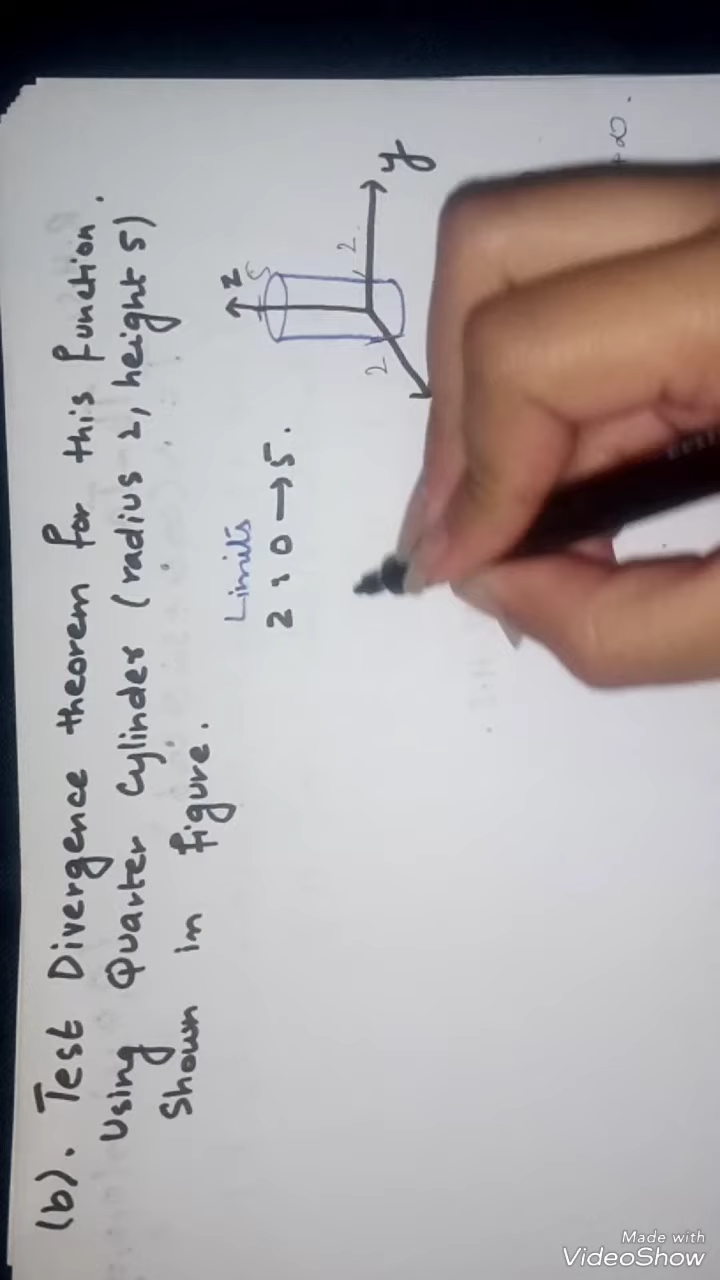 (b). Test Divergence theorem for this function.
Using Quarter cylinder (radius 2, height 5)
Shown in figure.
z
5
2
y
2
Limits
z : 0 → 5.
Made with
VideoShow